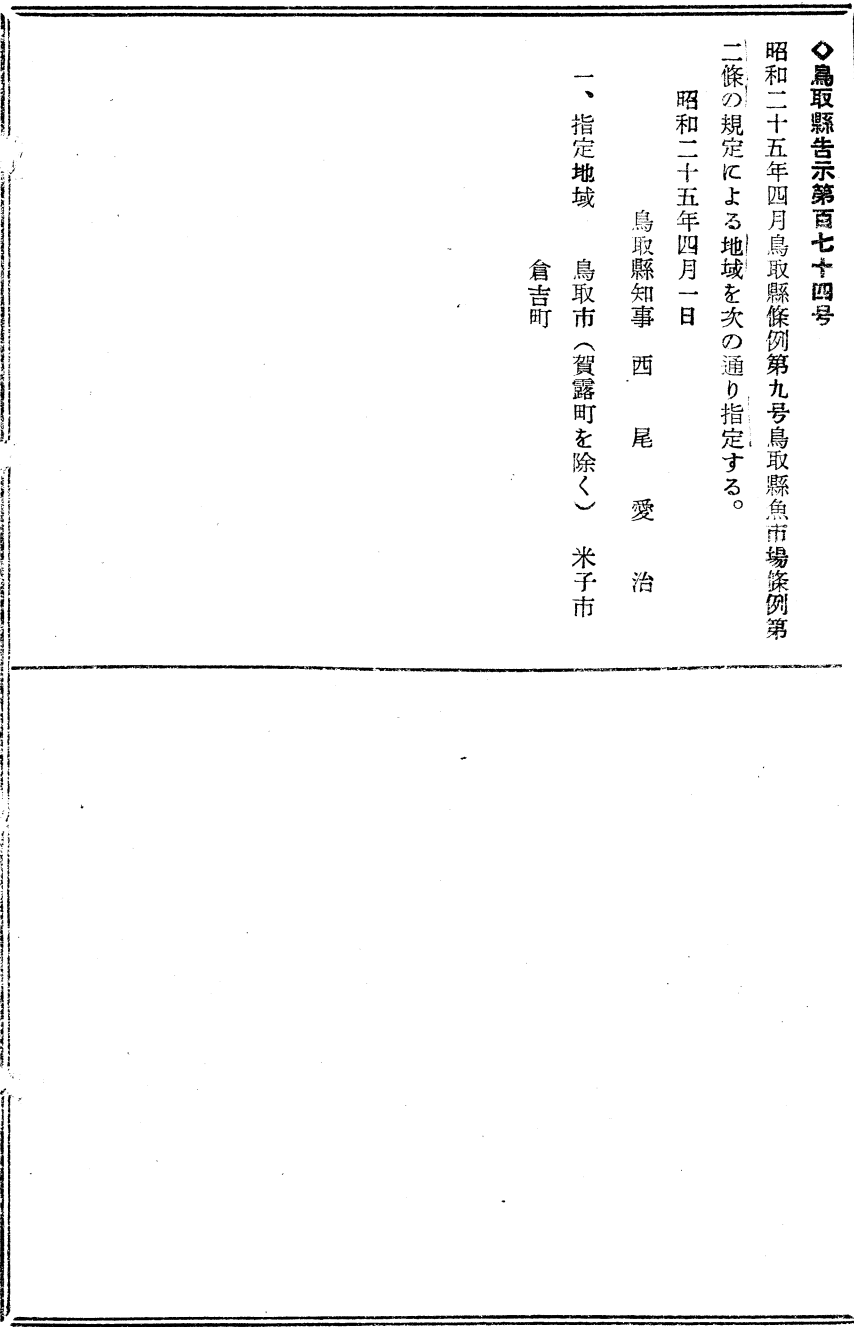 ◇鳥取縣告示第百七十四号
昭和二十五年四月鳥取縣條例第九号鳥取縣魚市場條例第
二條の規定による地域を次の通り指定する。
昭和二十五年四月一日
鳥取縣知事 西尾愛治
一、指定地域 鳥取市(賀露町を除く) 米子市
倉吉町